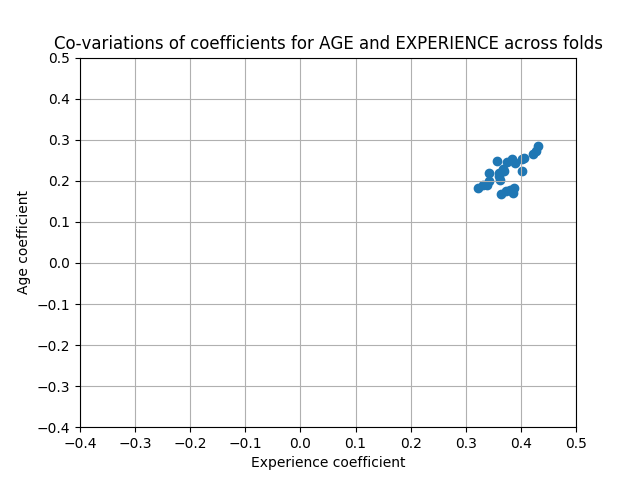 Co-variations of coefficients for AGE and EXPERIENCE across folds
0.5
0.4
0.3
0.2
0.1
0.0
−0.1
−0.2
−0.3
−0.4
Age coefficient
−0.4 −0.3 −0.2 −0.1 0.0 0.1 0.2 0.3 0.4 0.5
Experience coefficient